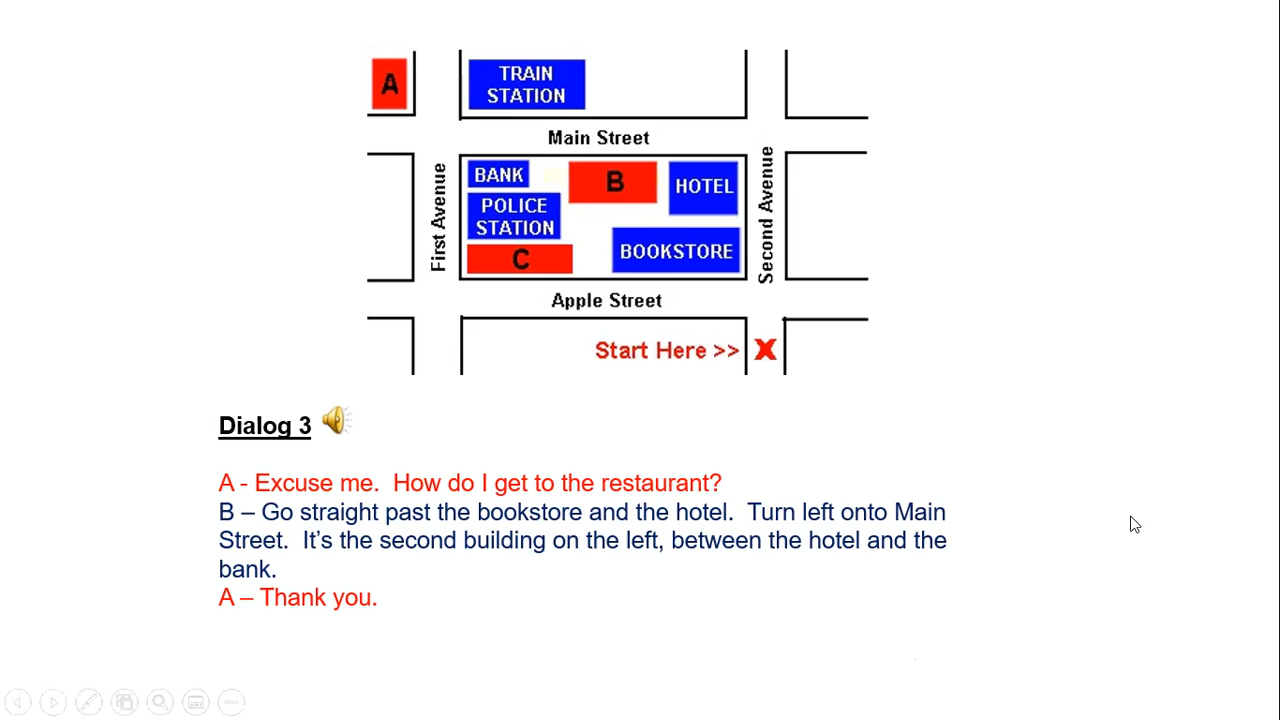 A
TRAIN
STATION
Main Street
First Avenue
BANK
B
HOTEL
POLICE
STATION
C
BOOKSTORE
Second Avenue
Apple Street
Start Here >> X
Dialog 3
A - Excuse me.  How do I get to the restaurant?
B – Go straight past the bookstore and the hotel.  Turn left onto Main
Street.  It’s the second building on the left, between the hotel and the
bank.
A – Thank you.